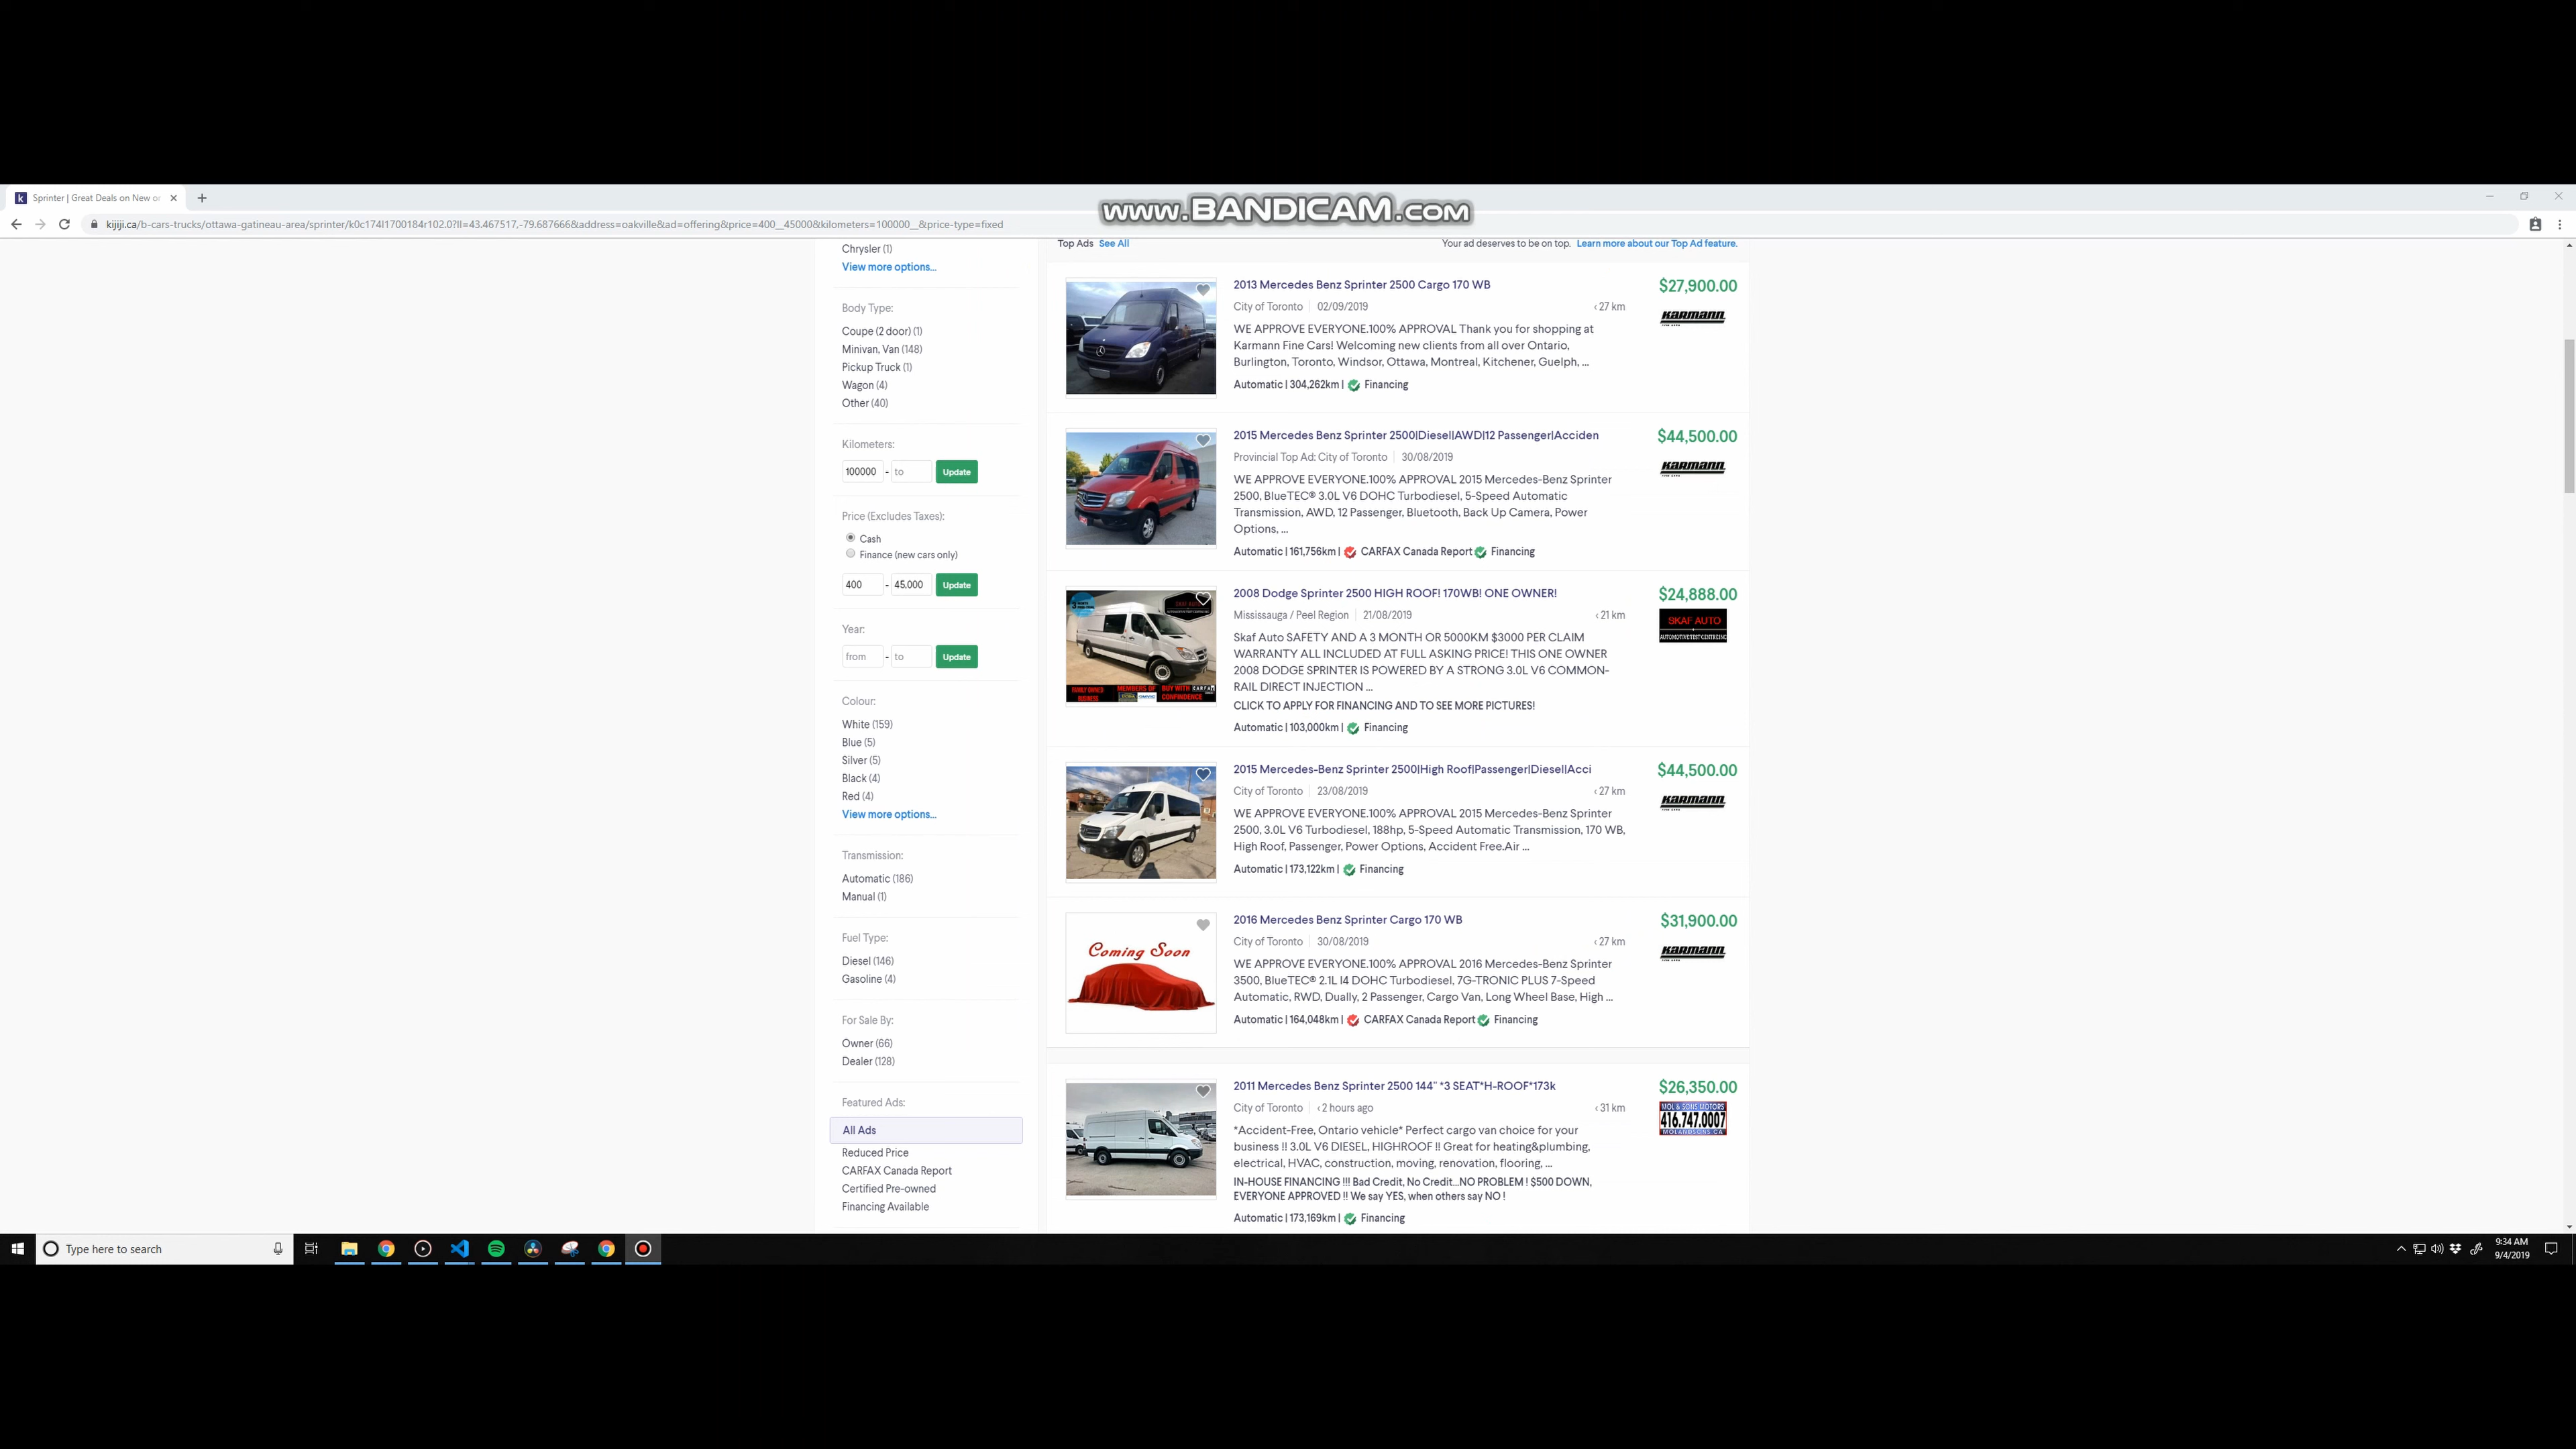 www.BANDICAM.com
Sprinter | Great Deals on New or
kijiji.ca/b-cars-trucks/ottawa-gatineau-area/sprinter/k0c174l1700184r102.0?ll=43.467517,-79.687666&address=oakville&ad=offering&price=400__45000&kilometers=100000__&price-type=fixed
Chrysler (1)
View more options...
Body Type:
Coupe (2 door) (1)
Minivan, Van (148)
Pickup Truck (1)
Wagon (4)
Other (40)
Kilometers:
100000 - to Update
Price (Excludes Taxes):
Cash
Finance (new cars only)
400 - 45,000 Update
Year:
from - to Update
Colour:
White (159)
Blue (5)
Silver (5)
Black (4)
Red (4)
View more options...
Transmission:
Automatic (186)
Manual (1)
Fuel Type:
Diesel (146)
Gasoline (4)
For Sale By:
Owner (66)
Dealer (128)
Featured Ads:
All Ads
Reduced Price
CARFAX Canada Report
Certified Pre-owned
Financing Available
Top Ads See All Your ad deserves to be on top. Learn more about our Top Ad feature.
2013 Mercedes Benz Sprinter 2500 Cargo 170 WB $27,900.00
City of Toronto 02/09/2019 < 27 km
KARMANN
WE APPROVE EVERYONE.100% APPROVAL Thank you for shopping at
Karmann Fine Cars! Welcoming new clients from all over Ontario,
Burlington, Toronto, Windsor, Ottawa, Montreal, Kitchener, Guelph, ...
Automatic | 304,262km | Financing
2015 Mercedes Benz Sprinter 2500|Diesel|AWD|12 Passenger|Acciden $44,500.00
Provincial Top Ad: City of Toronto 30/08/2019
KARMANN
WE APPROVE EVERYONE.100% APPROVAL 2015 Mercedes-Benz Sprinter
2500, BlueTEC® 3.0L V6 DOHC Turbodiesel, 5-Speed Automatic
Transmission, AWD, 12 Passenger, Bluetooth, Back Up Camera, Power
Options, ...
Automatic | 161,756km | CARFAX Canada Report Financing
2008 Dodge Sprinter 2500 HIGH ROOF! 170WB! ONE OWNER! $24,888.00
Mississauga / Peel Region 21/08/2019 < 21 km
SKAF AUTO
AUTOMOTIVE TEST CENTRE INC
Skaf Auto SAFETY AND A 3 MONTH OR 5000KM $3000 PER CLAIM
WARRANTY ALL INCLUDED AT FULL ASKING PRICE! THIS ONE OWNER
2008 DODGE SPRINTER IS POWERED BY A STRONG 3.0L V6 COMMON-
RAIL DIRECT INJECTION ...
CLICK TO APPLY FOR FINANCING AND TO SEE MORE PICTURES!
Automatic | 103,000km | Financing
FAMILY OWNED BUSINESS
MEMBERS OF
BUY WITH CONFIDENCE
CARFAX
2015 Mercedes-Benz Sprinter 2500|High Roof|Passenger|Diesel|Acci $44,500.00
City of Toronto 23/08/2019 < 27 km
KARMANN
WE APPROVE EVERYONE.100% APPROVAL 2015 Mercedes-Benz Sprinter
2500, 3.0L V6 Turbodiesel, 188hp, 5-Speed Automatic Transmission, 170 WB,
High Roof, Passenger, Power Options, Accident Free.Air ...
Automatic | 173,122km | Financing
Coming Soon
2016 Mercedes Benz Sprinter Cargo 170 WB $31,900.00
City of Toronto 30/08/2019 < 27 km
KARMANN
WE APPROVE EVERYONE.100% APPROVAL 2016 Mercedes-Benz Sprinter
3500, BlueTEC® 2.1L I4 DOHC Turbodiesel, 7G-TRONIC PLUS 7-Speed
Automatic, RWD, Dually, 2 Passenger, Cargo Van, Long Wheel Base, High ...
Automatic | 164,048km | CARFAX Canada Report Financing
2011 Mercedes Benz Sprinter 2500 144" *3 SEAT*H-ROOF*173k $26,350.00
City of Toronto < 2 hours ago < 31 km
MOL & SONS MOTORS
416.747.0007
MOLANDSONS.CA
*Accident-Free, Ontario vehicle* Perfect cargo van choice for your
business !! 3.0L V6 DIESEL, HIGHROOF !! Great for heating&plumbing,
electrical, HVAC, construction, moving, renovation, flooring, ...
IN-HOUSE FINANCING !!! Bad Credit, No Credit...NO PROBLEM ! $500 DOWN,
EVERYONE APPROVED !! We say YES, when others say NO !
Automatic | 173,169km | Financing
Type here to search
9:34 AM
9/4/2019